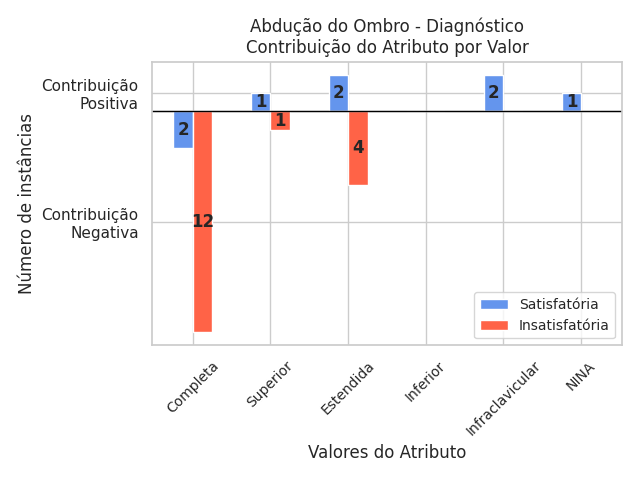 Abdução do Ombro - Diagnóstico
Contribuição do Atributo por Valor
Número de instâncias
Contribuição
Positiva
Contribuição
Negativa
2
12
1
1
2
4
2
1
Satisfatória
Insatisfatória
Completa
Superior
Estendida
Inferior
Infraclavicular
NINA
Valores do Atributo